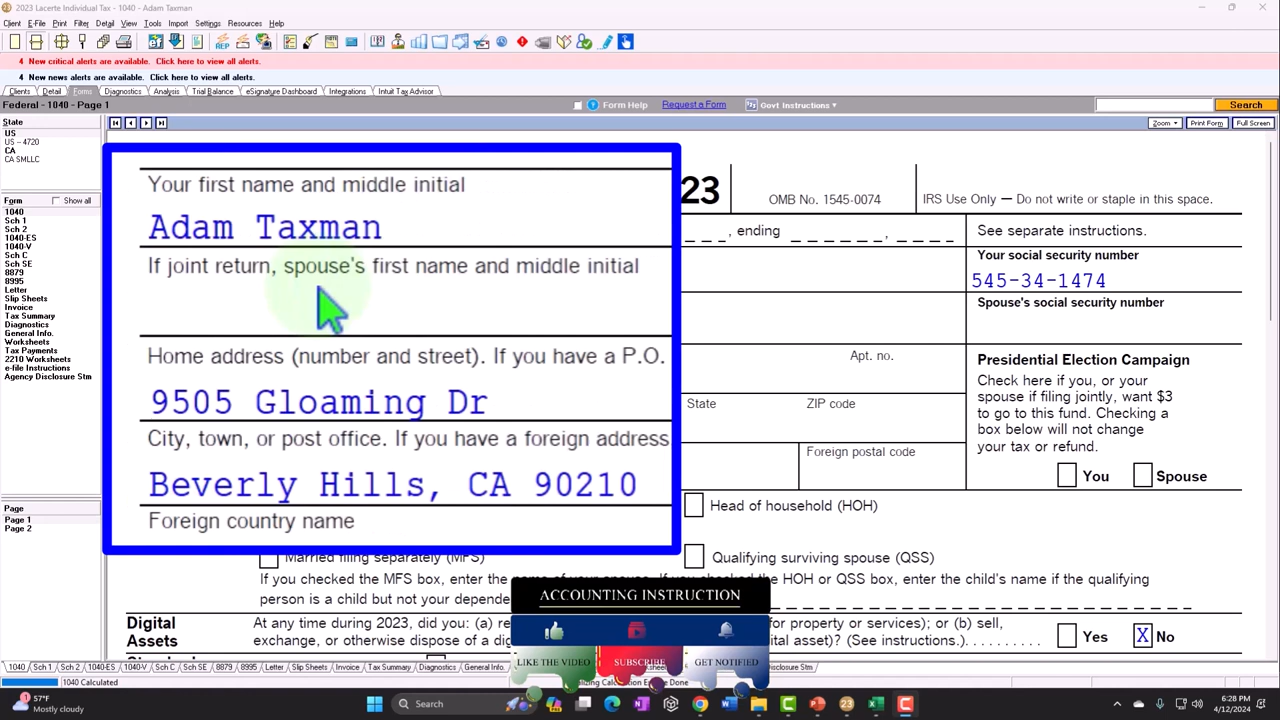 2023 Lacerte Individual Tax - 1040 - Adam Taxman
Client E-File Print Filter Detail View Tools Import Settings Resources Help
4 New critical alerts are available. Click here to view all alerts.
4 New news alerts are available. Click here to view all alerts.
Clients Detail Forms Diagnostics Analysis Trial Balance eSignature Dashboard Integrations Intuit Tax Advisor
Federal - 1040 - Page 1
Form Help Request a Form Govt Instructions Search
Zoom Print Form Full Screen
State
US
US – 4720
CA
CA SMLLC
Form Show all
1040
Sch 1
Sch 2
1040-ES
1040-V
Sch C
Sch SE
8879
8995
Letter
Slip Sheets
Invoice
Tax Summary
Diagnostics
General Info.
Worksheets
Tax Payments
2210 Worksheets
e-file Instructions
Agency Disclosure Stm
Page
Page 1
Page 2
Your first name and middle initial
Adam Taxman
If joint return, spouse's first name and middle initial
Home address (number and street). If you have a P.O.
9505 Gloaming Dr
City, town, or post office. If you have a foreign address
Beverly Hills, CA 90210
Foreign country name
23 OMB No. 1545-0074 IRS Use Only — Do not write or staple in this space.
, ending , See separate instructions.
Your social security number
545-34-1474
Spouse's social security number
Apt. no.
State ZIP code
Foreign postal code
Presidential Election Campaign
Check here if you, or your
spouse if filing jointly, want $3
to go to this fund. Checking a
box below will not change
your tax or refund.
You Spouse
Head of household (HOH)
Married filing separately (MFS) Qualifying surviving spouse (QSS)
If you checked the MFS box, enter the name of your spouse. If you checked the HOH or QSS box, enter the child's name if the qualifying
person is a child but not your depende
Digital
Assets
At any time during 2023, did you: (a) re for property or services); or (b) sell,
exchange, or otherwise dispose of a dig ital asset)? (See instructions.) Yes X No
ACCOUNTING INSTRUCTION
LIKE THE VIDEO SUBSCRIBE GET NOTIFIED
1040 Sch 1 Sch 2 1040-ES 1040-V Sch C Sch SE 8879 8995 Letter Slip Sheets Invoice Tax Summary Diagnostics General Info. sclosure Stm
1040 Calculated
57°F
Mostly cloudy
Search
6:28 PM
4/12/2024